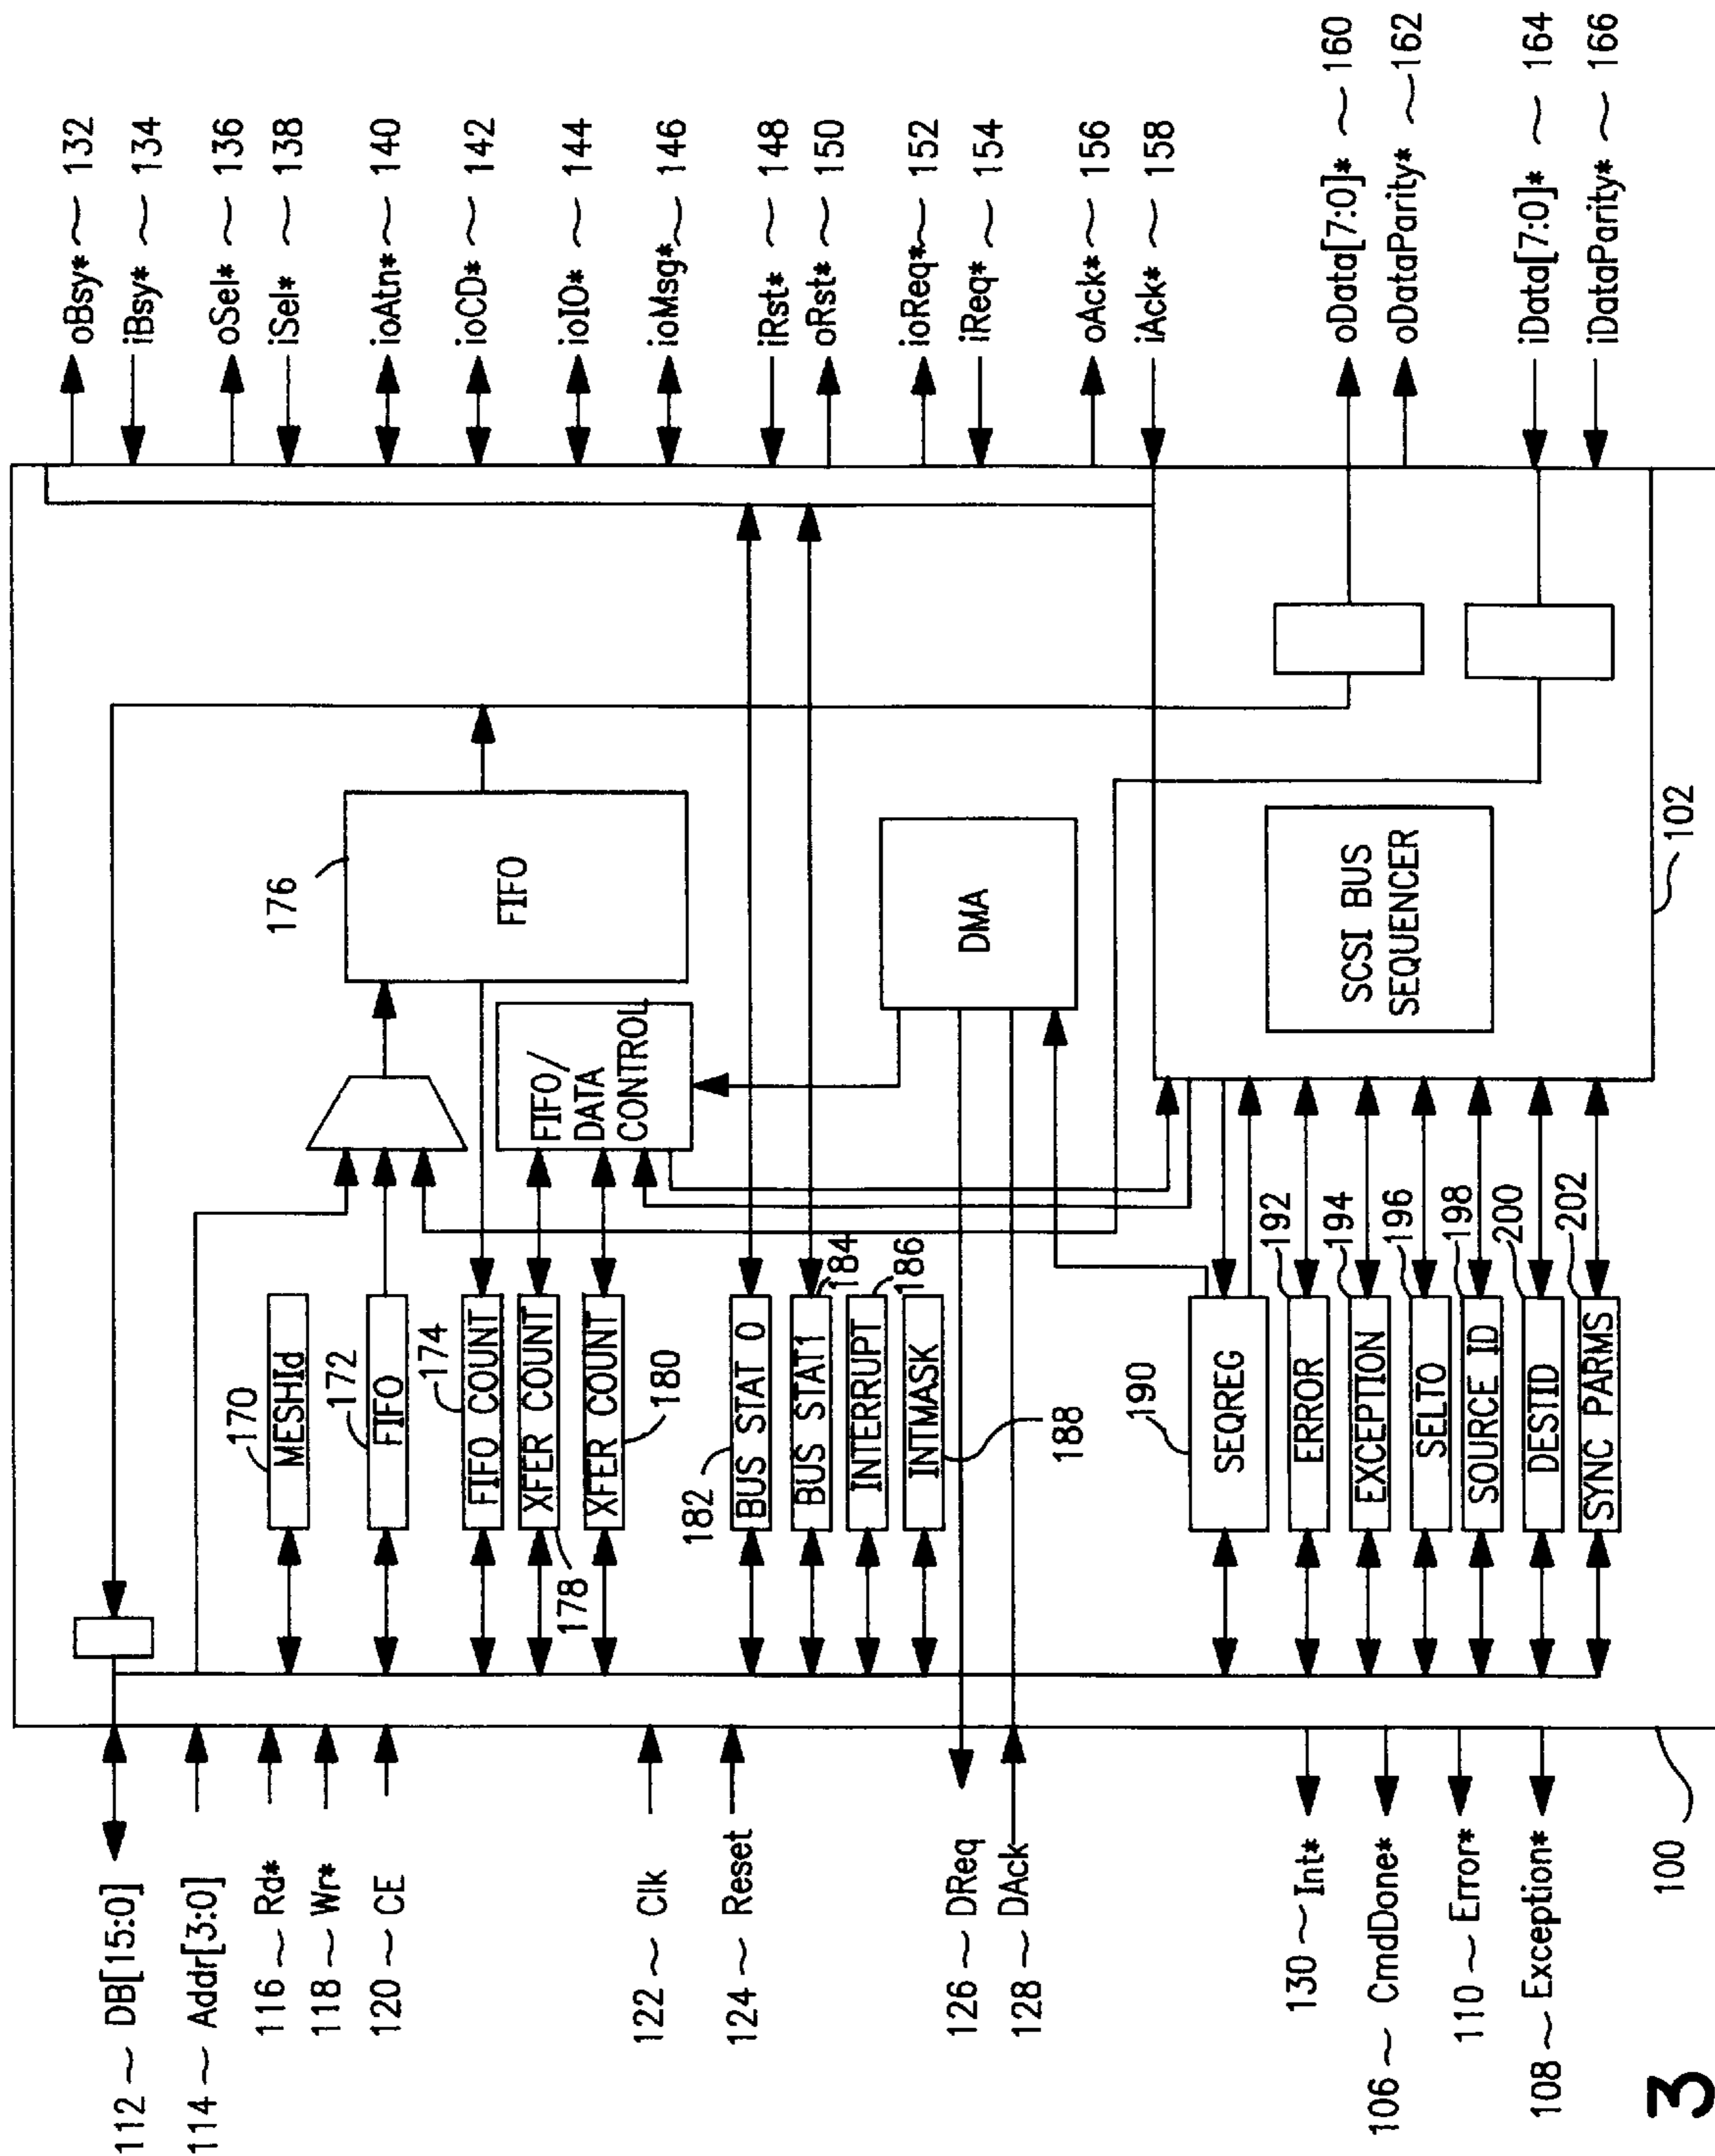 112 ~ DB[15:0]
114 ~ Addr[3:0]
116 ~ Rd*
118 ~ Wr*
120 ~ CE
122 ~ Clk
124 ~ Reset
126 ~ DReq
128 ~ DAck
130 ~ Int*
106 ~ CmdDone*
110 ~ Error*
108 ~ Exception*
100
3
170
MESHId
172
FIFO
174
FIFO COUNT
XFER COUNT
178
XFER COUNT
180
182
BUS STAT 0
BUS STAT1
184
INTERRUPT
186
INTMASK
188
190
SEQREG
192
ERROR
194
EXCEPTION
196
SELTO
198
SOURCE ID
200
DESTID
202
SYNC PARMS
176
FIFO
FIFO/
DATA
CONTROL
DMA
SCSI BUS
SEQUENCER
102
oBsy* ~ 132
iBsy* ~ 134
oSel* ~ 136
iSel* ~ 138
ioAtn* ~ 140
ioCD* ~ 142
ioIO* ~ 144
ioMsg* ~ 146
iRst* ~ 148
oRst* ~ 150
ioReq* ~ 152
iReq* ~ 154
oAck* ~ 156
iAck* ~ 158
oData[7:0]* ~ 160
oDataParity* ~ 162
iData[7:0]* ~ 164
iDataParity* ~ 166